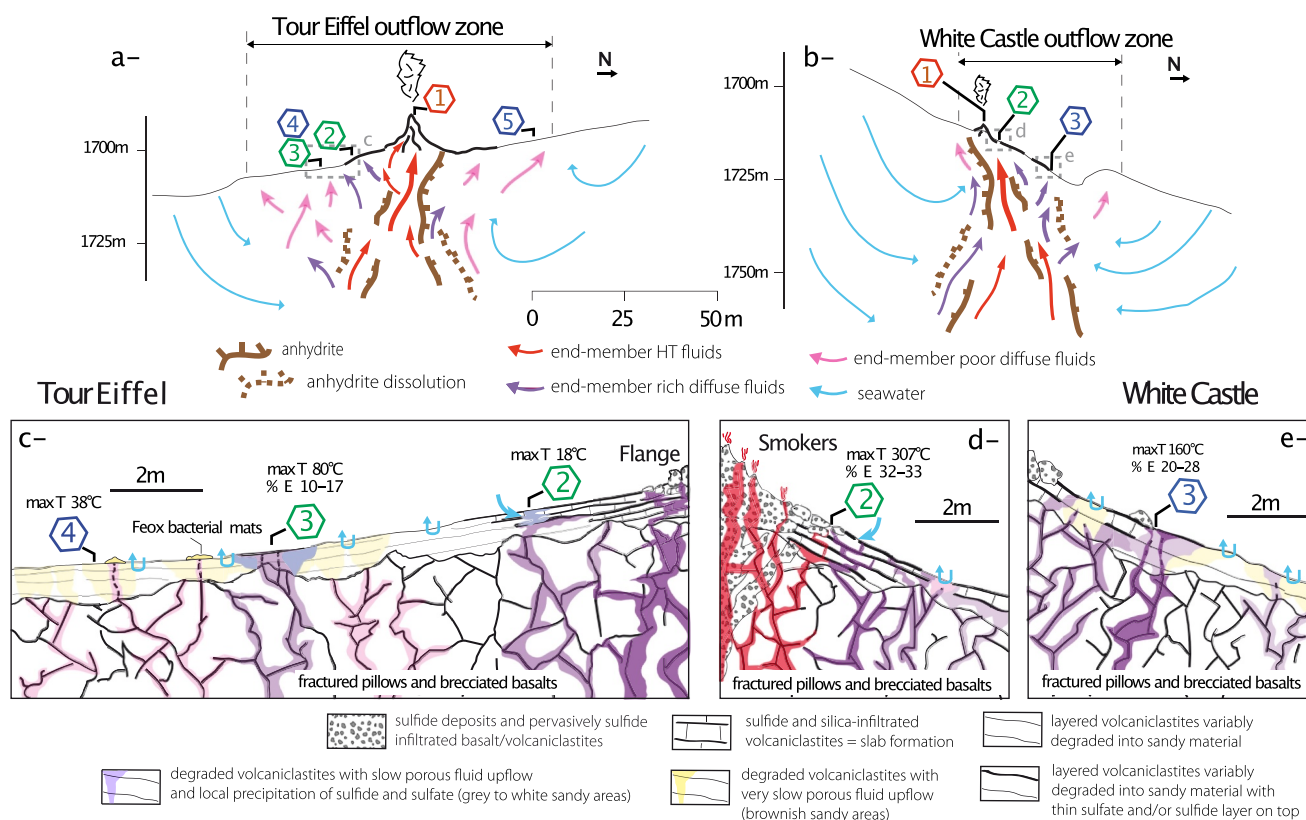 Tour Eiffel outflow zone
a-
N
1
4
2
3
c
5
1700m
1725m
White Castle outflow zone
b-
N
1
2
3
d
e
1700m
1725m
1750m
0 25 50 m
anhydrite
anhydrite dissolution
end-member HT fluids
end-member rich diffuse fluids
end-member poor diffuse fluids
seawater
Tour Eiffel
White Castle
c-
2m
max T 38°C
4
Feox bacterial mats
max T 80°C
% E 10-17
3
max T 18°C
2
Flange
fractured pillows and brecciated basalts
d-
Smokers
max T 307°C
% E 32-33
2
2m
fractured pillows and brecciated basalts
e-
max T 160°C
% E 20-28
3
2m
fractured pillows and brecciated basalts
sulfide deposits and pervasively sulfide
infiltrated basalt/volcaniclastites
sulfide and silica-infiltrated
volcaniclastites = slab formation
layered volcaniclastites variably
degraded into sandy material
degraded volcaniclastites with slow porous fluid upflow
and local precipitation of sulfide and sulfate (grey to white sandy areas)
degraded volcaniclastites with
very slow porous fluid upflow
(brownish sandy areas)
layered volcaniclastites variably
degraded into sandy material with
thin sulfate and/or sulfide layer on top